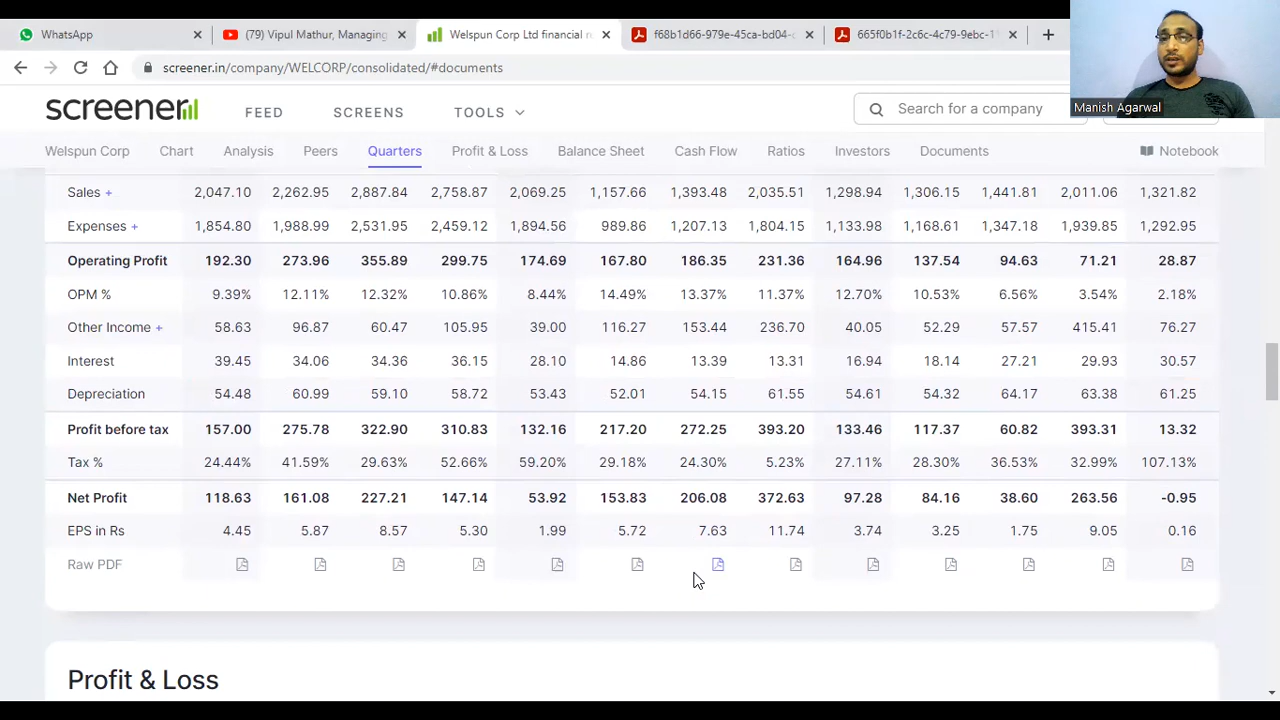 WhatsApp
(79) Vipul Mathur, Managing
Welspun Corp Ltd financial r
f68b1d66-979e-45ca-bd04-
665f0b1f-2c6c-4c79-9ebc-1
screener.in/company/WELCORP/consolidated/#documents
Manish Agarwal
screener
FEED SCREENS TOOLS
Search for a company
Welspun Corp Chart Analysis Peers Quarters Profit & Loss Balance Sheet Cash Flow Ratios Investors Documents Notebook
Sales + 2,047.10 2,262.95 2,887.84 2,758.87 2,069.25 1,157.66 1,393.48 2,035.51 1,298.94 1,306.15 1,441.81 2,011.06 1,321.82
Expenses + 1,854.80 1,988.99 2,531.95 2,459.12 1,894.56 989.86 1,207.13 1,804.15 1,133.98 1,168.61 1,347.18 1,939.85 1,292.95
Operating Profit 192.30 273.96 355.89 299.75 174.69 167.80 186.35 231.36 164.96 137.54 94.63 71.21 28.87
OPM % 9.39% 12.11% 12.32% 10.86% 8.44% 14.49% 13.37% 11.37% 12.70% 10.53% 6.56% 3.54% 2.18%
Other Income + 58.63 96.87 60.47 105.95 39.00 116.27 153.44 236.70 40.05 52.29 57.57 415.41 76.27
Interest 39.45 34.06 34.36 36.15 28.10 14.86 13.39 13.31 16.94 18.14 27.21 29.93 30.57
Depreciation 54.48 60.99 59.10 58.72 53.43 52.01 54.15 61.55 54.61 54.32 64.17 63.38 61.25
Profit before tax 157.00 275.78 322.90 310.83 132.16 217.20 272.25 393.20 133.46 117.37 60.82 393.31 13.32
Tax % 24.44% 41.59% 29.63% 52.66% 59.20% 29.18% 24.30% 5.23% 27.11% 28.30% 36.53% 32.99% 107.13%
Net Profit 118.63 161.08 227.21 147.14 53.92 153.83 206.08 372.63 97.28 84.16 38.60 263.56 -0.95
EPS in Rs 4.45 5.87 8.57 5.30 1.99 5.72 7.63 11.74 3.74 3.25 1.75 9.05 0.16
Raw PDF
Profit & Loss